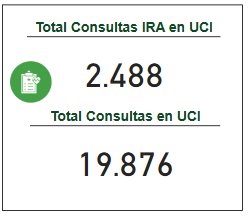 Total Consultas IRA en UCI
2.488
Total Consultas en UCI
19.876